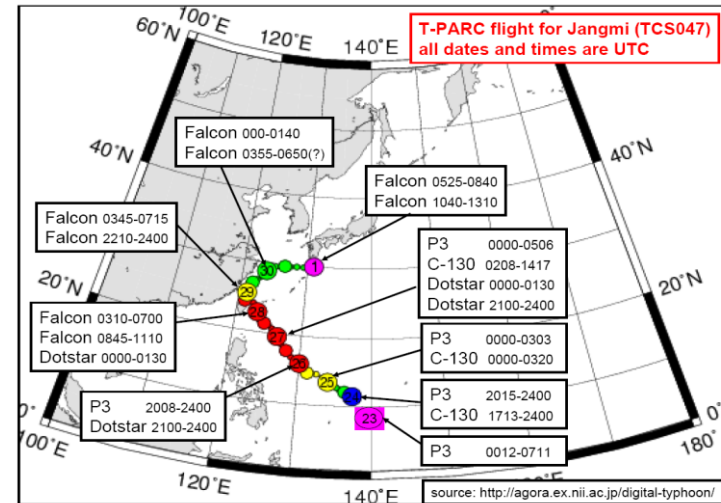 T-PARC flight for Jangmi (TCS047)
all dates and times are UTC
60°N
120°E
140°E
40°N
40°N
20°N
20°N
0°
0°
100°E
120°E
140°E
180°
Falcon 000-0140
Falcon 0355-0650(?)
Falcon 0525-0840
Falcon 1040-1310
Falcon 0345-0715
Falcon 2210-2400
P3 0000-0506
C-130 0208-1417
Dotstar 0000-0130
Dotstar 2100-2400
Falcon 0310-0700
Falcon 0845-1110
Dotstar 0000-0130
P3 0000-0303
C-130 0000-0320
P3 2008-2400
Dotstar 2100-2400
P3 2015-2400
C-130 1713-2400
P3 0012-0711
30
1
29
28
27
26
25
24
23
source: http://agora.ex.nii.ac.jp/digital-typhoon/